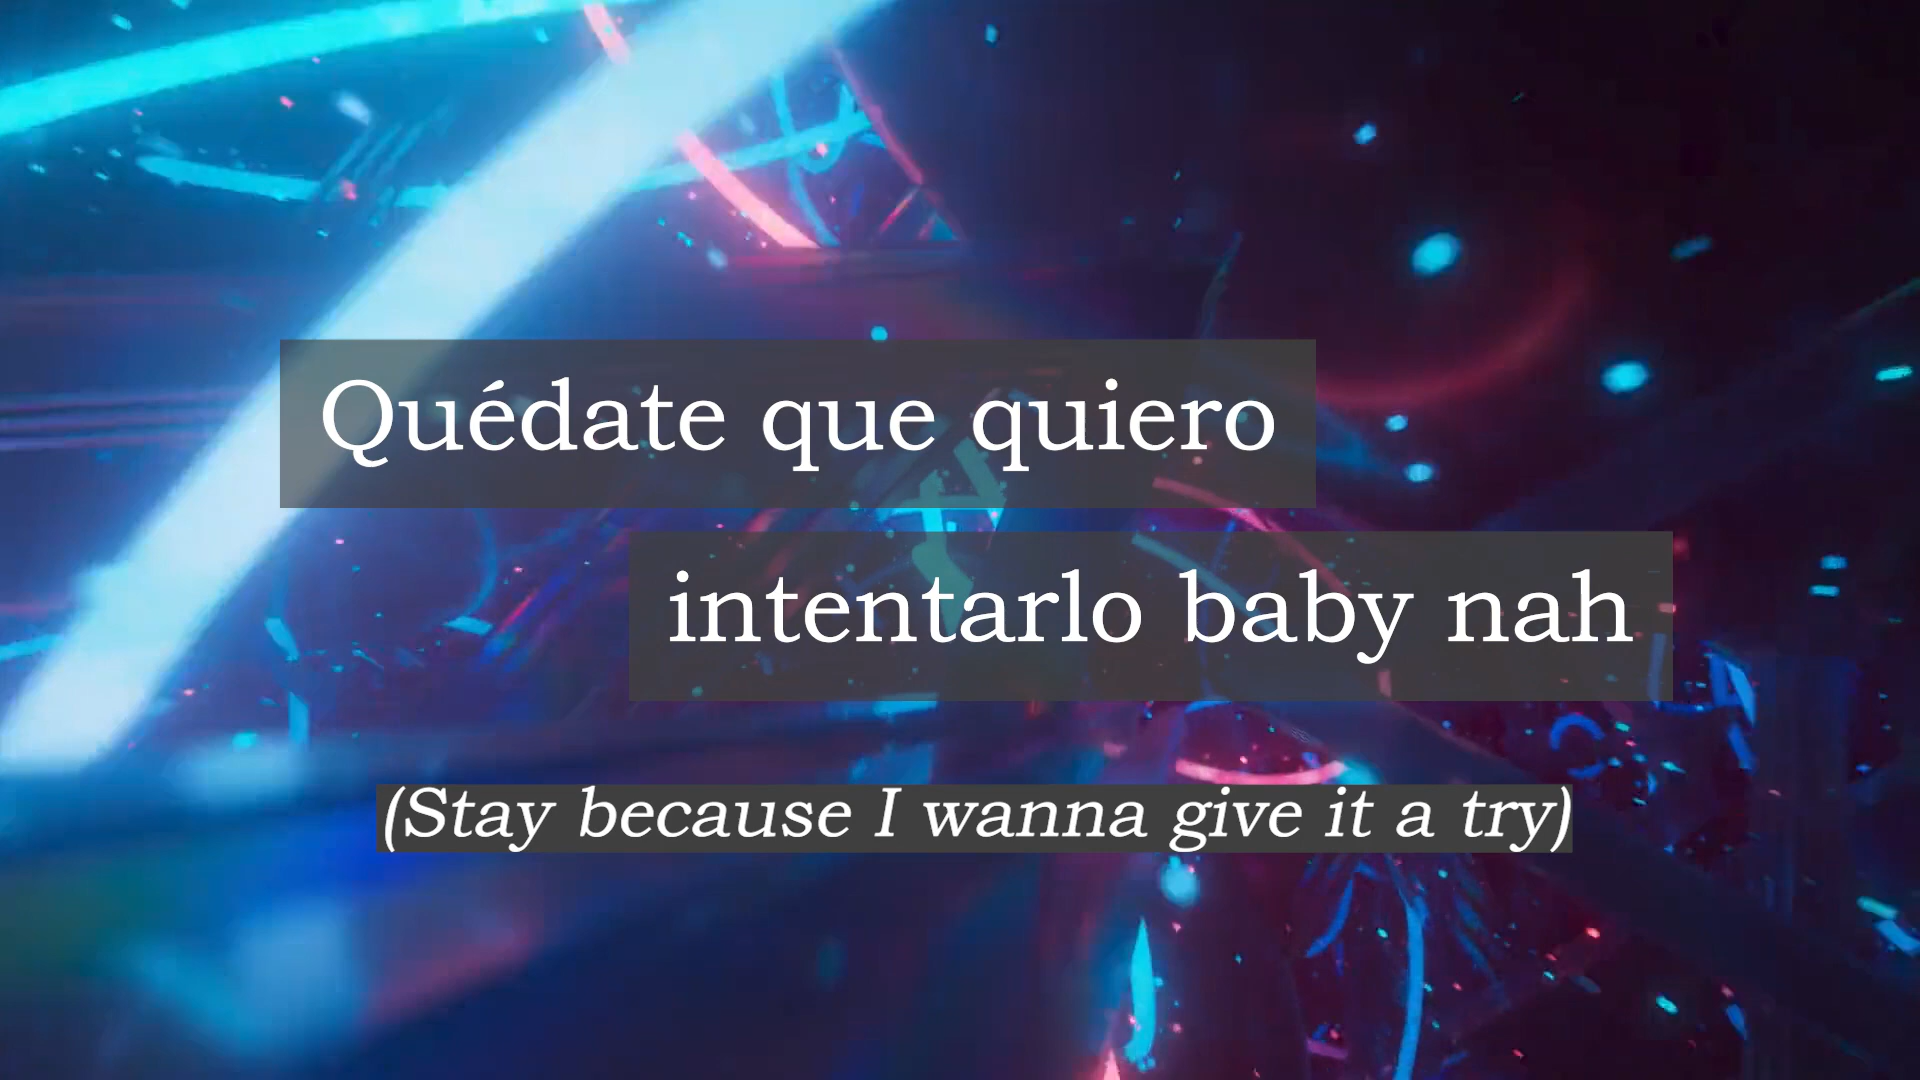 Quédate que quiero
intentarlo baby nah
(Stay because I wanna give it a try)